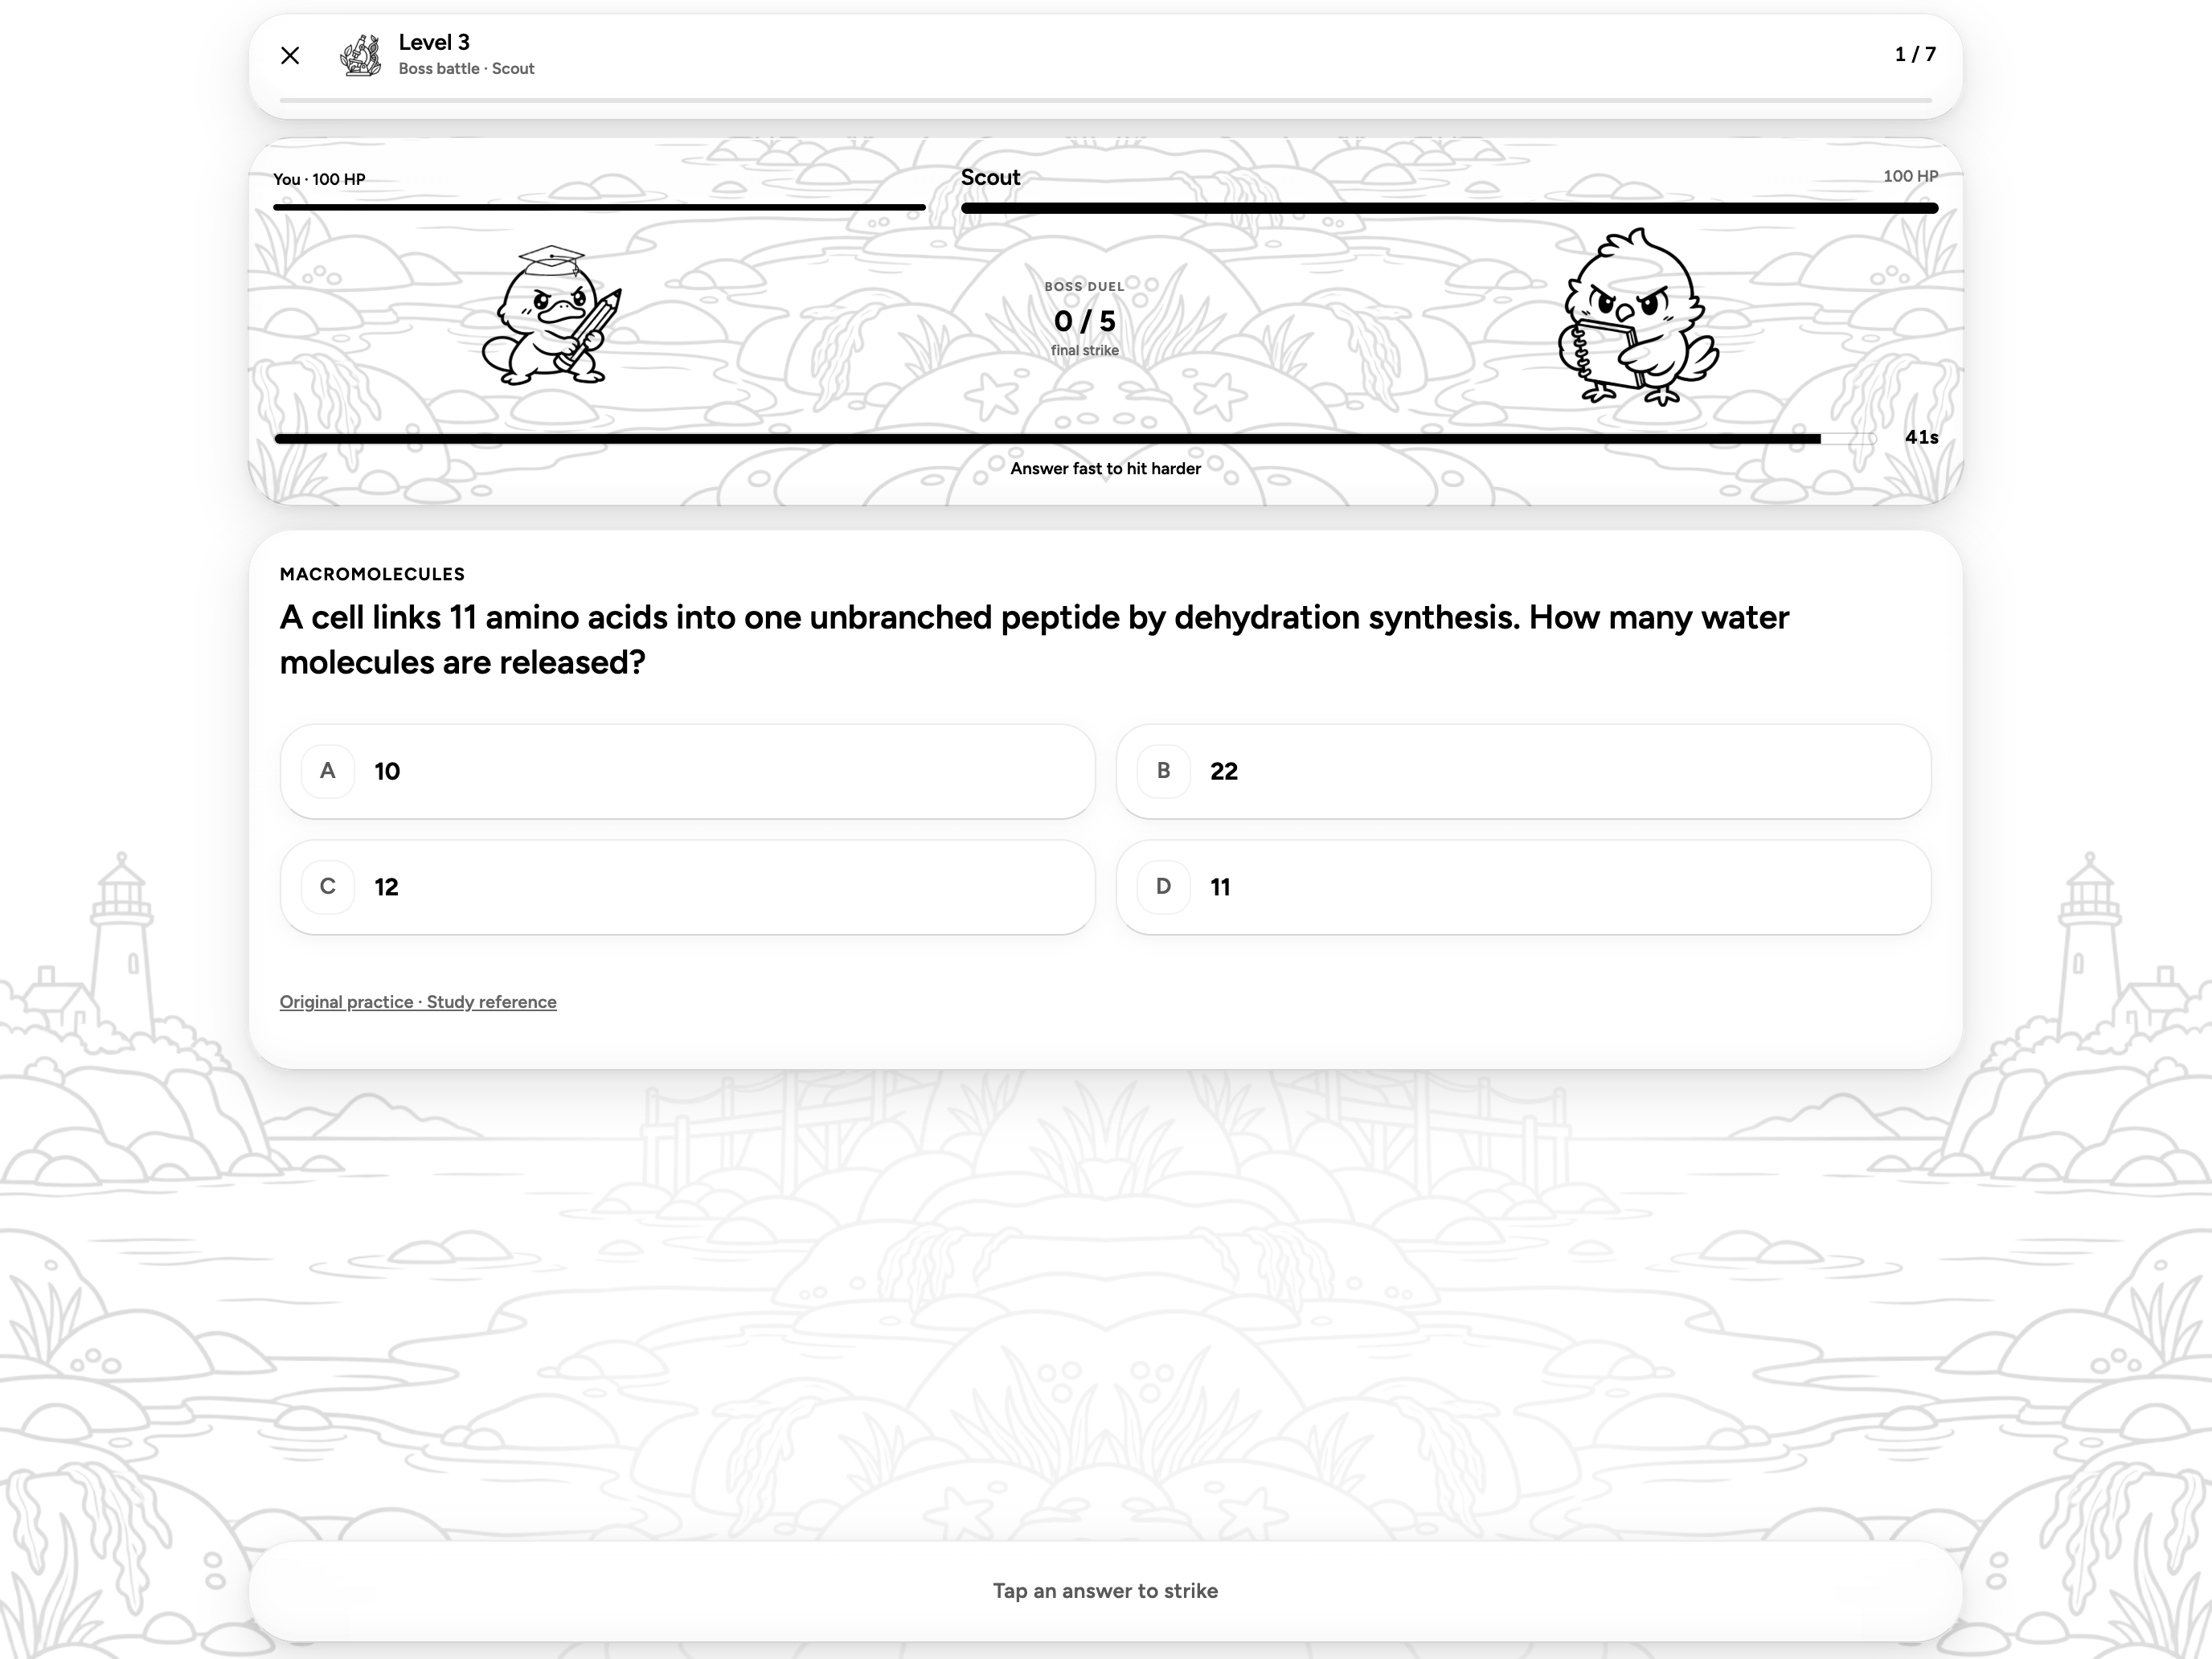 Level 3
Boss battle · Scout
1 / 7
You · 100 HP
Scout
100 HP
BOSS DUEL
0 / 5
final strike
41s
Answer fast to hit harder
MACROMOLECULES
A cell links 11 amino acids into one unbranched peptide by dehydration synthesis. How many water
molecules are released?
A 10
B 22
C 12
D 11
Original practice · Study reference
Tap an answer to strike